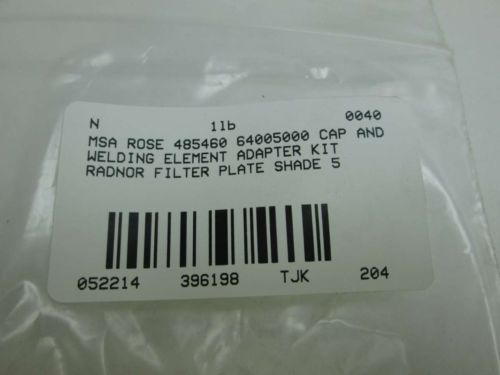 N 1lb 0040
MSA ROSE 485460 64005000 CAP AND
WELDING ELEMENT ADAPTER KIT
RADNOR FILTER PLATE SHADE 5
052214 396198 TJK 204